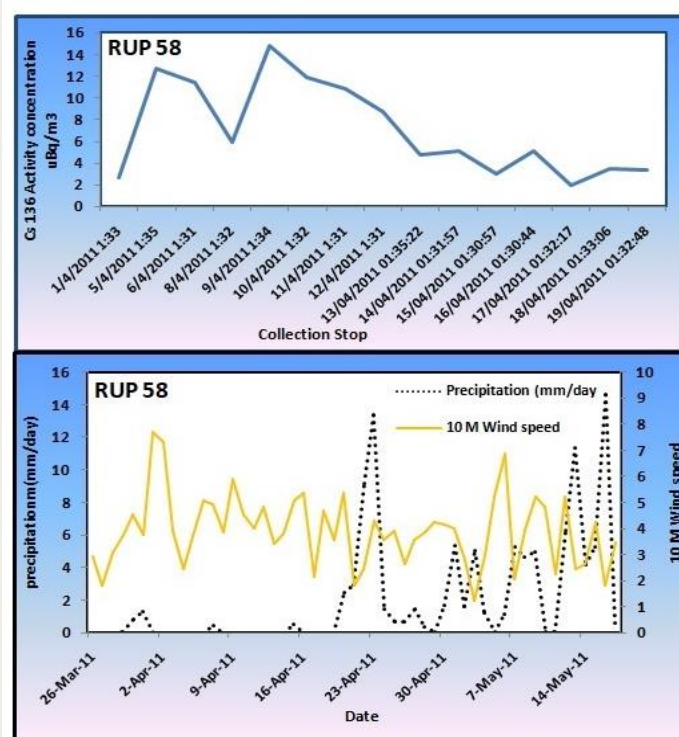 RUP 58
Cs 136 Activity concentration
uBq/m3
16
14
12
10
8
6
4
2
0
1/4/2011 1:33
5/4/2011 1:35
6/4/2011 1:31
8/4/2011 1:32
9/4/2011 1:34
10/4/2011 1:32
11/4/2011 1:31
12/4/2011 1:31
13/04/2011 01:35:22
14/04/2011 01:31:57
15/04/2011 01:30:57
16/04/2011 01:30:44
17/04/2011 01:32:17
18/04/2011 01:33:06
19/04/2011 01:32:48
Collection Stop
RUP 58
Precipitation (mm/day
10 M Wind speed
precipitationrm(mm/day)
16
14
12
10
8
6
4
2
0
10
9
8
7
6
5
4
3
2
1
0
10 M Wind speed
26-Mar-11
2-Apr-11
9-Apr-11
16-Apr-11
23-Apr-11
30-Apr-11
7-May-11
14-May-11
Date